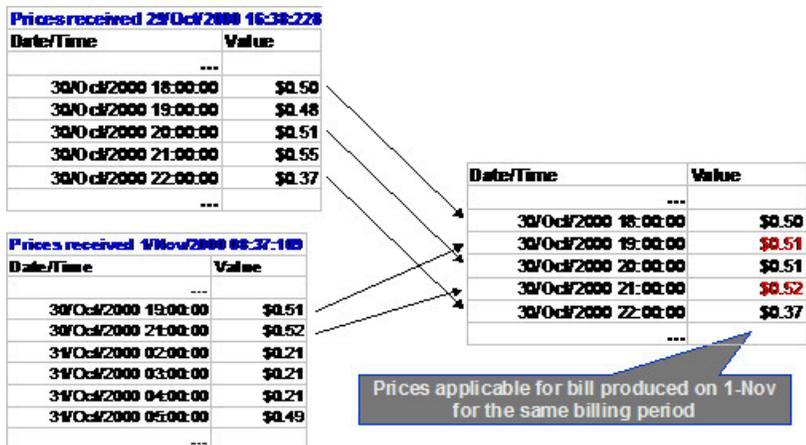 Prices received 29/Oct/2000 16:38:228
Date/Time Value
...
30/Oct/2000 18:00:00 $0.50
30/Oct/2000 19:00:00 $0.48
30/Oct/2000 20:00:00 $0.51
30/Oct/2000 21:00:00 $0.55
30/Oct/2000 22:00:00 $0.37
...
Prices received 1/Nov/2000 08:37:109
Date/Time Value
...
30/Oct/2000 19:00:00 $0.51
30/Oct/2000 21:00:00 $0.52
31/Oct/2000 02:00:00 $0.21
31/Oct/2000 03:00:00 $0.21
31/Oct/2000 04:00:00 $0.21
31/Oct/2000 05:00:00 $0.49
...
Date/Time Value
...
30/Oct/2000 18:00:00 $0.50
30/Oct/2000 19:00:00 $0.51
30/Oct/2000 20:00:00 $0.51
30/Oct/2000 21:00:00 $0.52
30/Oct/2000 22:00:00 $0.37
...
Prices applicable for bill produced on 1-Nov
for the same billing period